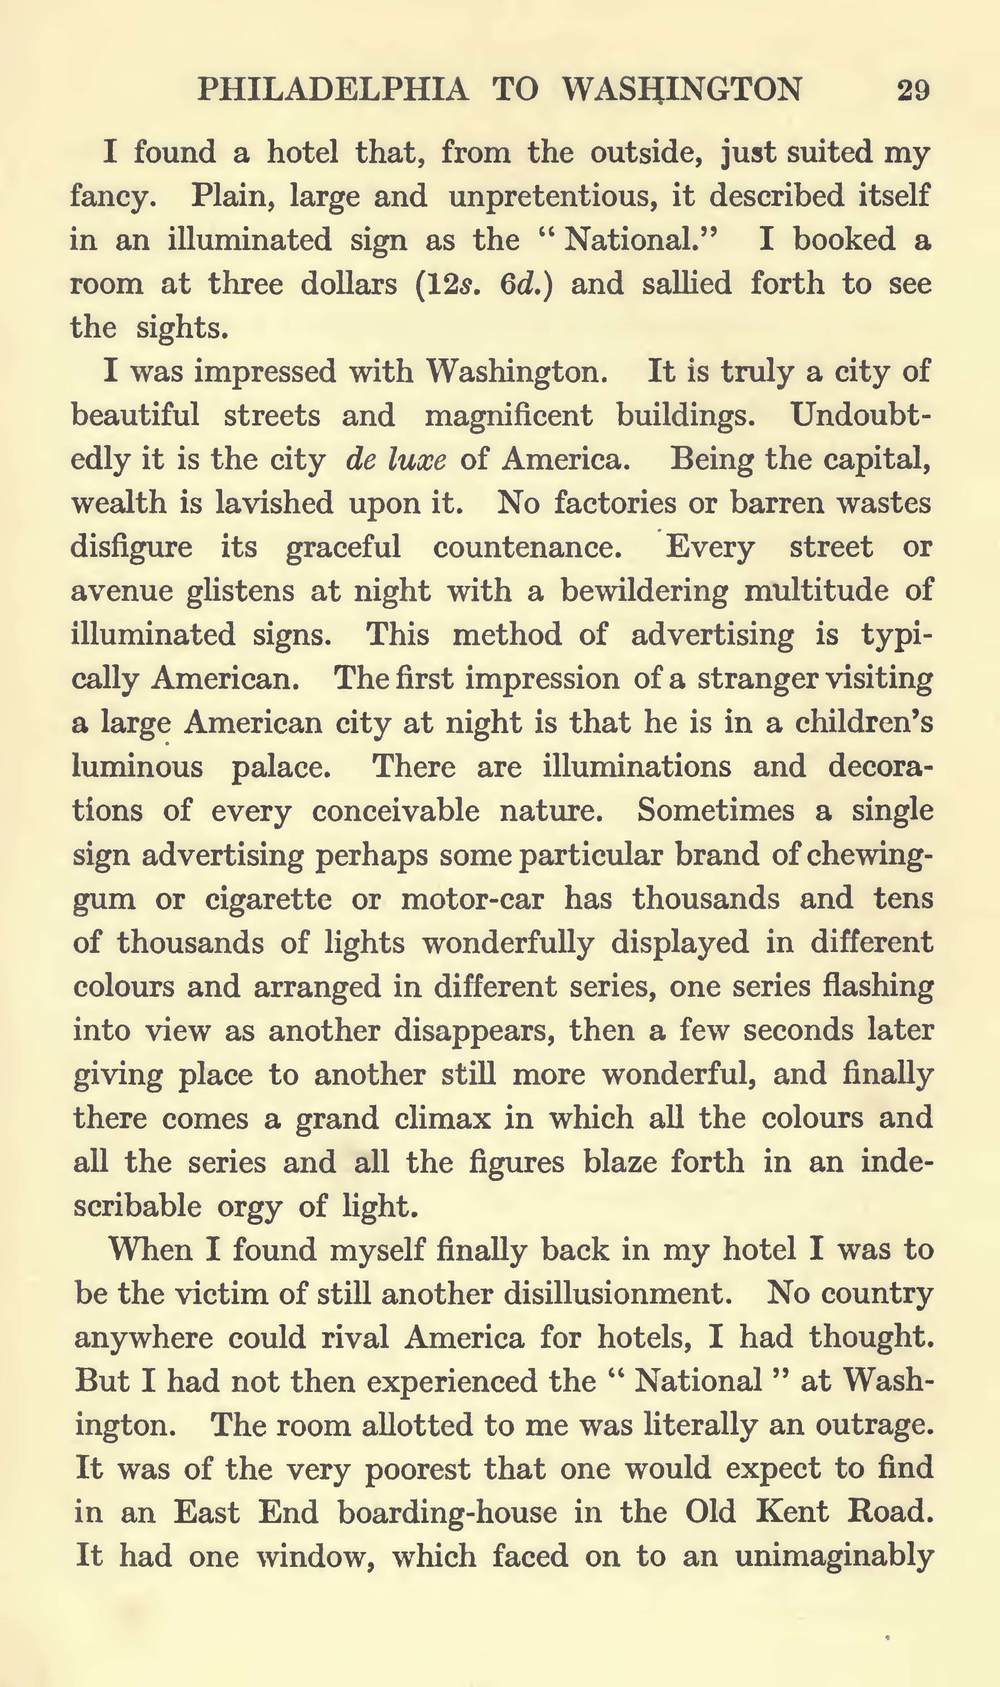 PHILADELPHIA TO WASHINGTON 29
I found a hotel that, from the outside, just suited my
fancy. Plain, large and unpretentious, it described itself
in an illuminated sign as the “ National.” I booked a
room at three dollars (12s. 6d.) and sallied forth to see
the sights.
I was impressed with Washington. It is truly a city of
beautiful streets and magnificent buildings. Undoubt-
edly it is the city de luxe of America. Being the capital,
wealth is lavished upon it. No factories or barren wastes
disfigure its graceful countenance. Every street or
avenue glistens at night with a bewildering multitude of
illuminated signs. This method of advertising is typi-
cally American. The first impression of a stranger visiting
a large American city at night is that he is in a children’s
luminous palace. There are illuminations and decora-
tions of every conceivable nature. Sometimes a single
sign advertising perhaps some particular brand of chewing-
gum or cigarette or motor-car has thousands and tens
of thousands of lights wonderfully displayed in different
colours and arranged in different series, one series flashing
into view as another disappears, then a few seconds later
giving place to another still more wonderful, and finally
there comes a grand climax in which all the colours and
all the series and all the figures blaze forth in an inde-
scribable orgy of light.
When I found myself finally back in my hotel I was to
be the victim of still another disillusionment. No country
anywhere could rival America for hotels, I had thought.
But I had not then experienced the “ National ” at Wash-
ington. The room allotted to me was literally an outrage.
It was of the very poorest that one would expect to find
in an East End boarding-house in the Old Kent Road.
It had one window, which faced on to an unimaginably